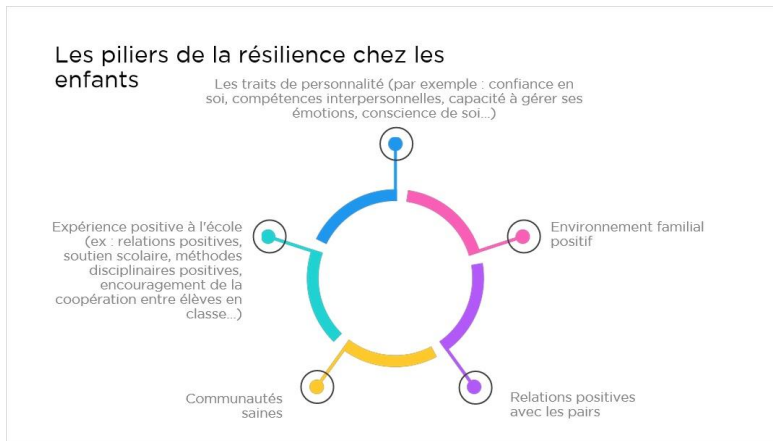 Les piliers de la résilience chez les
enfants
Les traits de personnalité (par exemple : confiance en
soi, compétences interpersonnelles, capacité à gérer ses
émotions, conscience de soi...)
Expérience positive à l'école
(ex : relations positives,
soutien scolaire, méthodes
disciplinaires positives,
encouragement de la
coopération entre élèves en
classe...)
Environnement familial
positif
Communautés
saines
Relations positives
avec les pairs